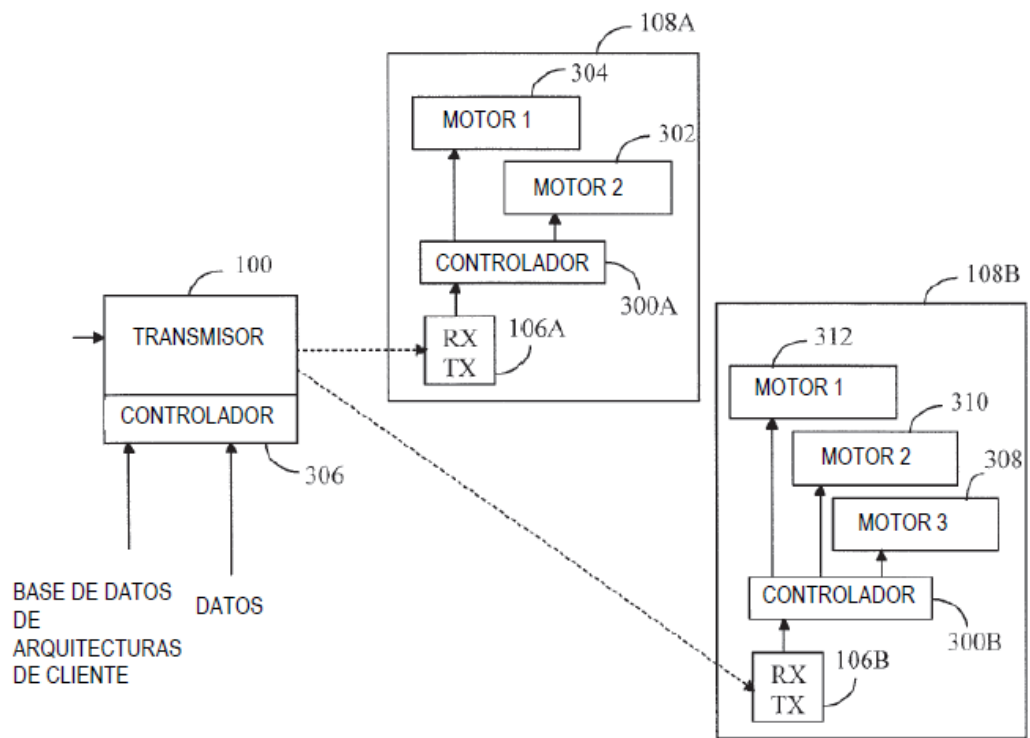 108A
304
MOTOR 1
302
MOTOR 2
CONTROLADOR
300A
RX
TX
106A
100
TRANSMISOR
CONTROLADOR
306
BASE DE DATOS
DE
ARQUITECTURAS
DE CLIENTE
DATOS
108B
312
MOTOR 1
310
MOTOR 2
308
MOTOR 3
CONTROLADOR
300B
RX
TX
106B